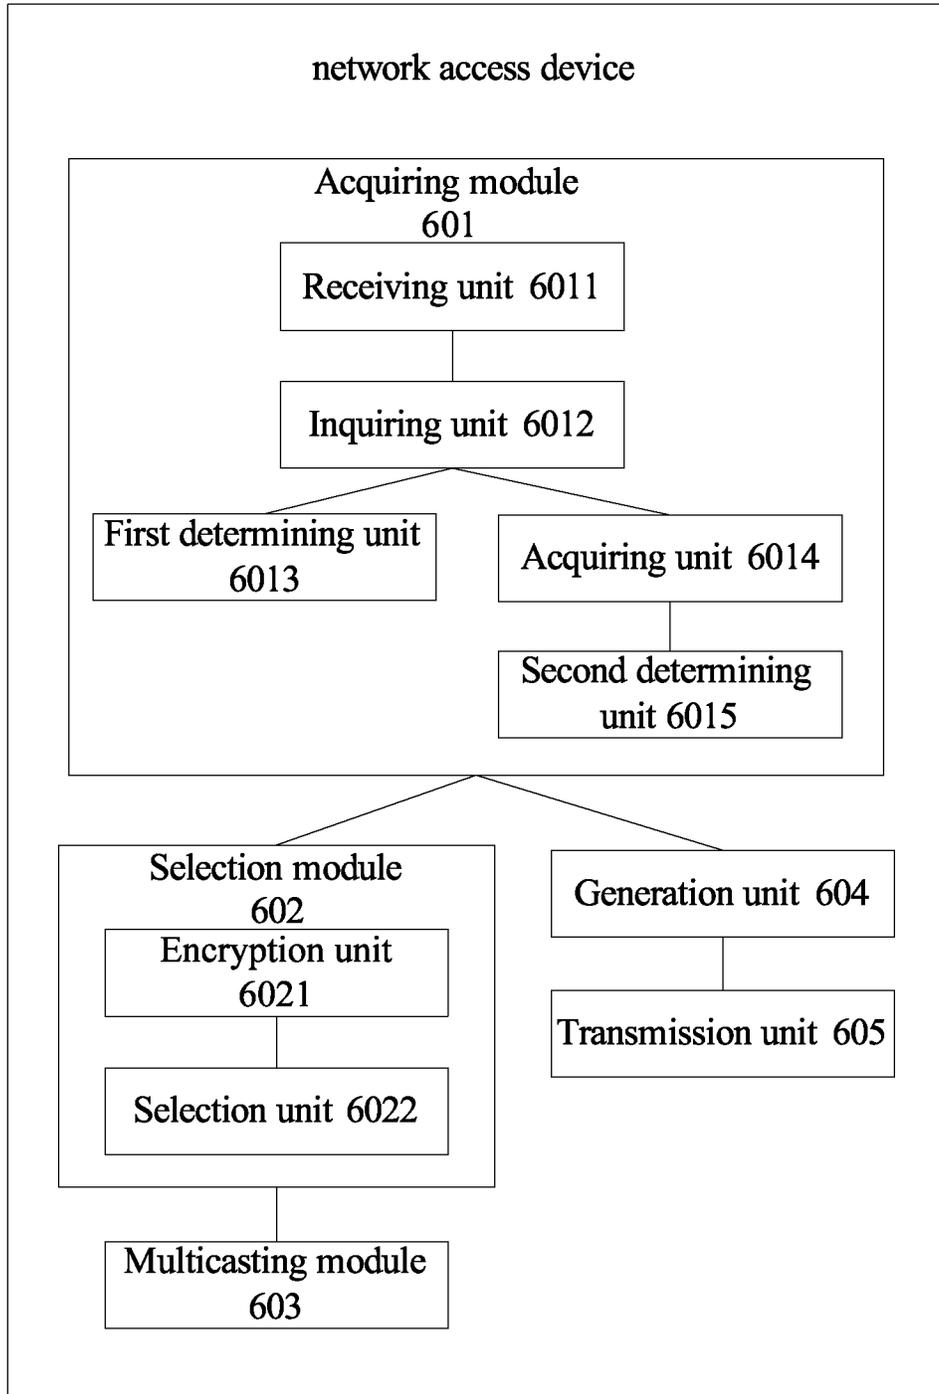 network access device
Acquiring module
601
Receiving unit 6011
Inquiring unit 6012
First determining unit
6013
Acquiring unit 6014
Second determining
unit 6015
Selection module
602
Encryption unit
6021
Selection unit 6022
Generation unit 604
Transmission unit 605
Multicasting module
603